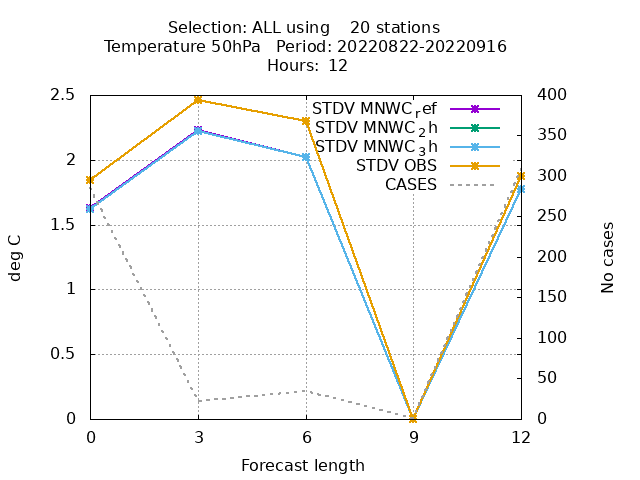 Selection: ALL using    20 stations
Temperature 50hPa   Period: 20220822-20220916
Hours:  12
2.5
2
1.5
1
0.5
0
400
350
300
250
200
150
100
50
0
STDV MNWC_ref
STDV MNWC_2h
STDV MNWC_3h
STDV OBS
CASES
deg C
No cases
0 3 6 9 12
Forecast length